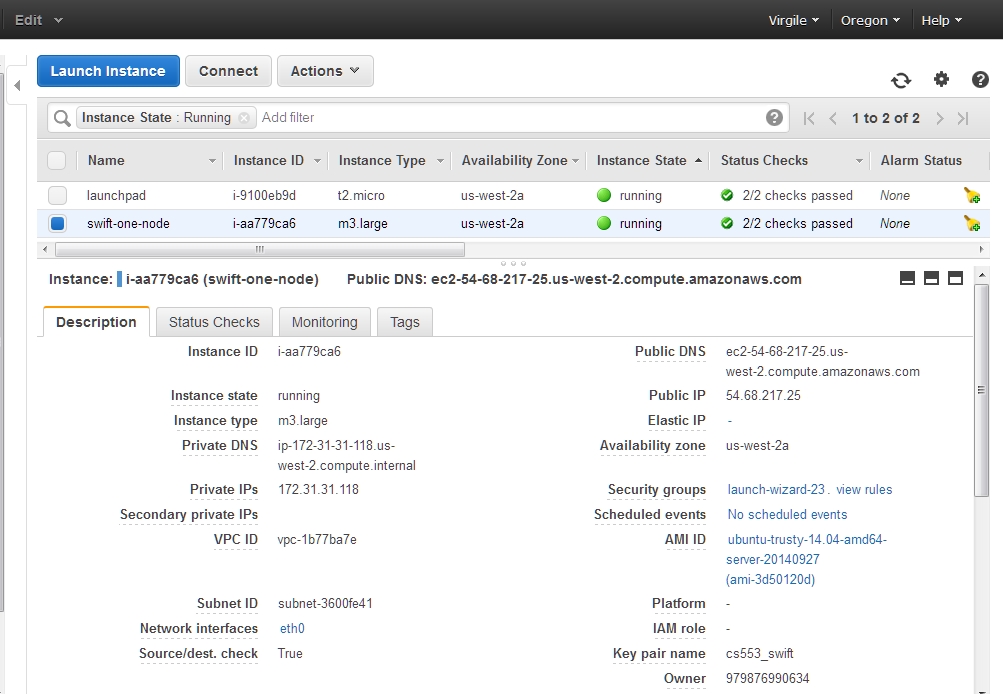 Edit Virgile Oregon Help
Launch Instance Connect Actions
Instance State : Running Add filter 1 to 2 of 2
Name Instance ID Instance Type Availability Zone Instance State Status Checks Alarm Status
launchpad i-9100eb9d t2.micro us-west-2a running 2/2 checks passed None
swift-one-node i-aa779ca6 m3.large us-west-2a running 2/2 checks passed None
Instance: i-aa779ca6 (swift-one-node) Public DNS: ec2-54-68-217-25.us-west-2.compute.amazonaws.com
Description Status Checks Monitoring Tags
Instance ID i-aa779ca6 Public DNS ec2-54-68-217-25.us-
west-2.compute.amazonaws.com
Instance state running Public IP 54.68.217.25
Instance type m3.large Elastic IP -
Private DNS ip-172-31-31-118.us- Availability zone us-west-2a
west-2.compute.internal
Private IPs 172.31.31.118 Security groups launch-wizard-23. view rules
Secondary private IPs Scheduled events No scheduled events
VPC ID vpc-1b77ba7e AMI ID ubuntu-trusty-14.04-amd64-
server-20140927
(ami-3d50120d)
Subnet ID subnet-3600fe41 Platform -
Network interfaces eth0 IAM role -
Source/dest. check True Key pair name cs553_swift
Owner 979876990634